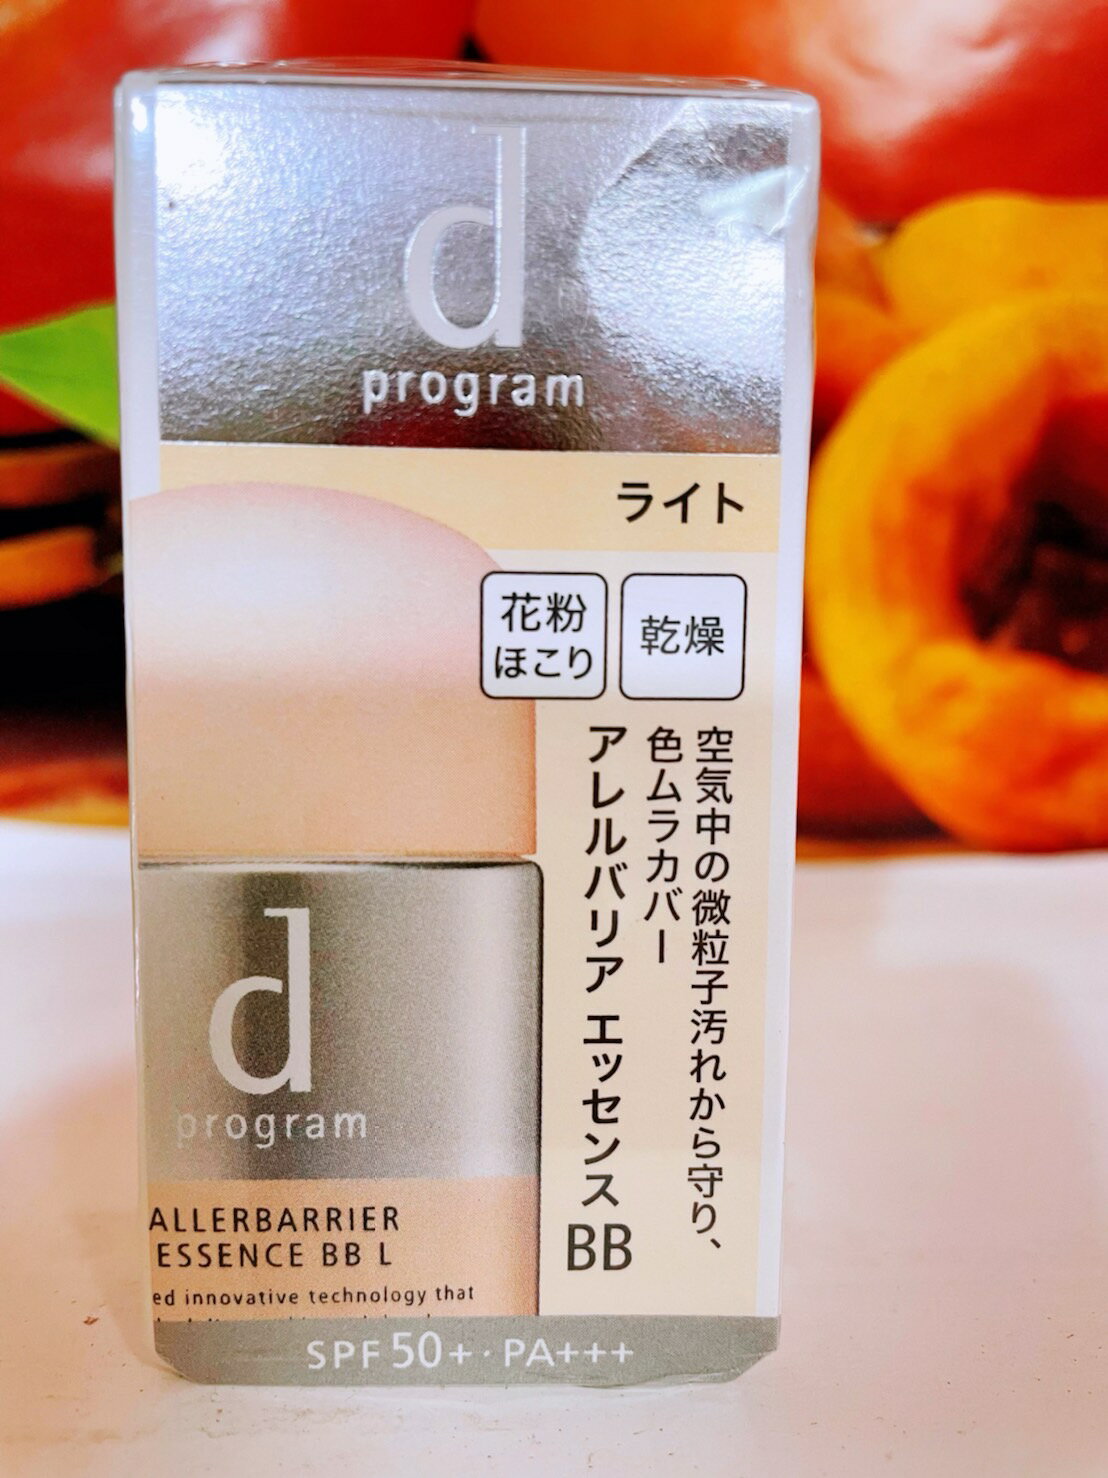 d
program
ライト
花粉
ほこり
乾燥
空気中の微粒子汚れから守り、
色ムラカバー
アレルバリア エッセンス BB
d
program
ALLERBARRIER
ESSENCE BB L
ed innovative technology that
SPF 50+・PA+++